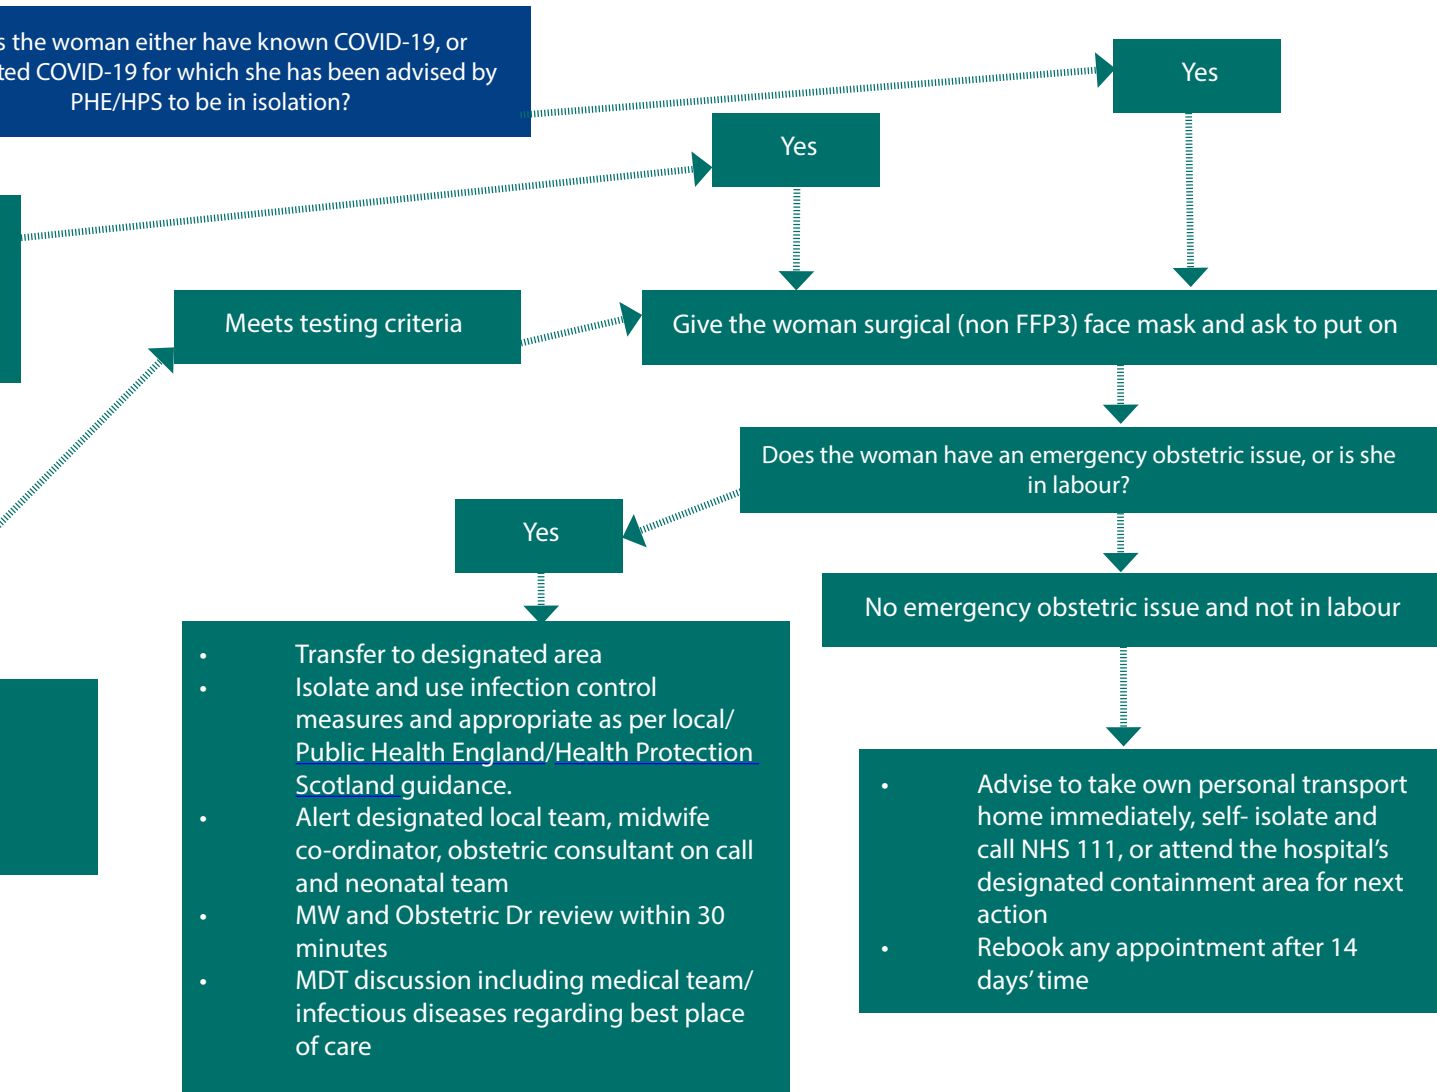 s the woman either have known COVID-19, or
ted COVID-19 for which she has been advised by
PHE/HPS to be in isolation?
Yes
Yes
Meets testing criteria
Give the woman surgical (non FFP3) face mask and ask to put on
Does the woman have an emergency obstetric issue, or is she
in labour?
Yes
No emergency obstetric issue and not in labour
• Transfer to designated area
• Isolate and use infection control
measures and appropriate as per local/
Public Health England/Health Protection
Scotland guidance.
• Alert designated local team, midwife
co-ordinator, obstetric consultant on call
and neonatal team
• MW and Obstetric Dr review within 30
minutes
• MDT discussion including medical team/
infectious diseases regarding best place
of care
• Advise to take own personal transport
home immediately, self- isolate and
call NHS 111, or attend the hospital's
designated containment area for next
action
• Rebook any appointment after 14
days' time